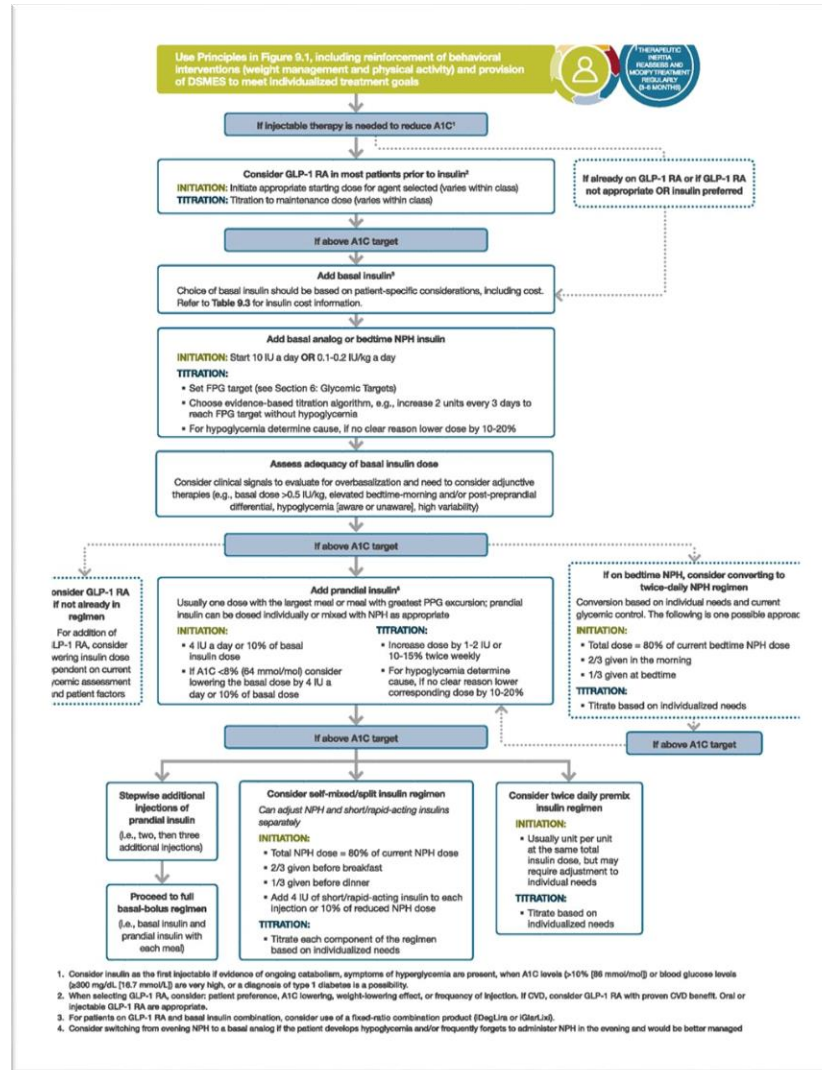 Use Principles in Figure 9.1, including reinforcement of behavioral
interventions (weight management and physical activity) and provision
of DSMES to meet individualized treatment goals
THERAPEUTIC
INERTIA
REASSESS AND
MODIFY TREATMENT
REGULARLY
(3-6 MONTHS)
If injectable therapy is needed to reduce A1C¹
Consider GLP-1 RA in most patients prior to insulin²
INITIATION: Initiate appropriate starting dose for agent selected (varies within class)
TITRATION: Titration to maintenance dose (varies within class)
If already on GLP-1 RA or if GLP-1 RA
not appropriate OR insulin preferred
If above A1C target
Add basal insulin³
Choice of basal insulin should be based on patient-specific considerations, including cost.
Refer to Table 9.3 for insulin cost information.
Add basal analog or bedtime NPH insulin
INITIATION: Start 10 IU a day OR 0.1-0.2 IU/kg a day
TITRATION:
▪ Set FPG target (see Section 6: Glycemic Targets)
▪ Choose evidence-based titration algorithm, e.g., increase 2 units every 3 days to
reach FPG target without hypoglycemia
▪ For hypoglycemia determine cause, if no clear reason lower dose by 10-20%
Assess adequacy of basal insulin dose
Consider clinical signals to evaluate for overbasalization and need to consider adjunctive
therapies (e.g., basal dose >0.5 IU/kg, elevated bedtime-morning and/or post-preprandial
differential, hypoglycemia [aware or unaware], high variability)
If above A1C target
onsider GLP-1 RA
if not already in
regimen
For addition of
LP-1 RA, consider
wering insulin dose
pendent on current
ycemic assessment
nd patient factors
Add prandial insulin⁴
Usually one dose with the largest meal or meal with greatest PPG excursion; prandial
insulin can be dosed individually or mixed with NPH as appropriate
INITIATION:
▪ 4 IU a day or 10% of basal
insulin dose
▪ If A1C <8% (64 mmol/mol) consider
lowering the basal dose by 4 IU a
day or 10% of basal dose
TITRATION:
▪ Increase dose by 1-2 IU or
10-15% twice weekly
▪ For hypoglycemia determine
cause, if no clear reason lower
corresponding dose by 10-20%
If on bedtime NPH, consider converting to
twice-daily NPH regimen
Conversion based on individual needs and current
glycemic control. The following is one possible approac
INITIATION:
▪ Total dose = 80% of current bedtime NPH dose
▪ 2/3 given in the morning
▪ 1/3 given at bedtime
TITRATION:
▪ Titrate based on individualized needs
If above A1C target
If above A1C target
Stepwise additional
injections of
prandial insulin
(i.e., two, then three
additional injections)
Proceed to full
basal-bolus regimen
(i.e., basal insulin and
prandial insulin with
each meal)
Consider self-mixed/split insulin regimen
Can adjust NPH and short/rapid-acting insulins
separately
INITIATION:
▪ Total NPH dose = 80% of current NPH dose
▪ 2/3 given before breakfast
▪ 1/3 given before dinner
▪ Add 4 IU of short/rapid-acting insulin to each
injection or 10% of reduced NPH dose
TITRATION:
▪ Titrate each component of the regimen
based on individualized needs
Consider twice daily premix
insulin regimen
INITIATION:
▪ Usually unit per unit
at the same total
insulin dose, but may
require adjustment to
individual needs
TITRATION:
▪ Titrate based on
individualized needs
1. Consider insulin as the first injectable if evidence of ongoing catabolism, symptoms of hyperglycemia are present, when A1C levels (>10% [86 mmol/mol]) or blood glucose levels
(≥300 mg/dL [16.7 mmol/L]) are very high, or a diagnosis of type 1 diabetes is a possibility.
2. When selecting GLP-1 RA, consider: patient preference, A1C lowering, weight-lowering effect, or frequency of injection. If CVD, consider GLP-1 RA with proven CVD benefit. Oral or
injectable GLP-1 RA are appropriate.
3. For patients on GLP-1 RA and basal insulin combination, consider use of a fixed-ratio combination product (iDegLira or iGlarLixi).
4. Consider switching from evening NPH to a basal analog if the patient develops hypoglycemia and/or frequently forgets to administer NPH in the evening and would be better managed